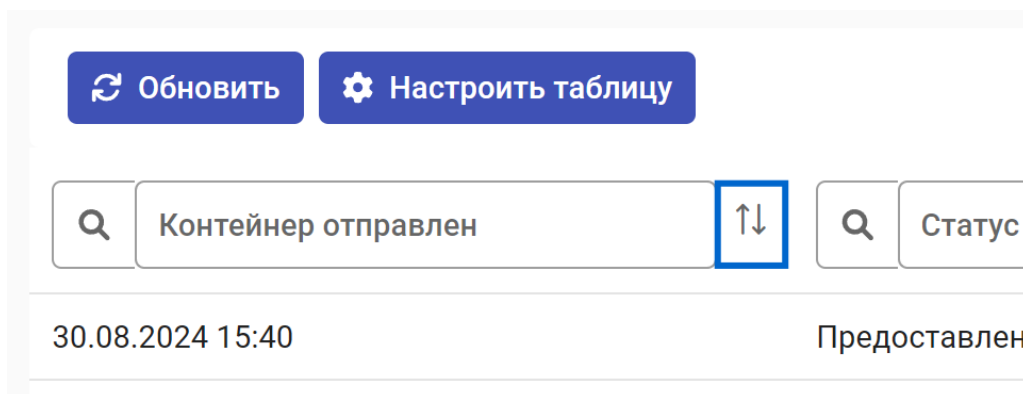 Обновить Настроить таблицу
Контейнер отправлен Статус
30.08.2024 15:40 Предоставлен